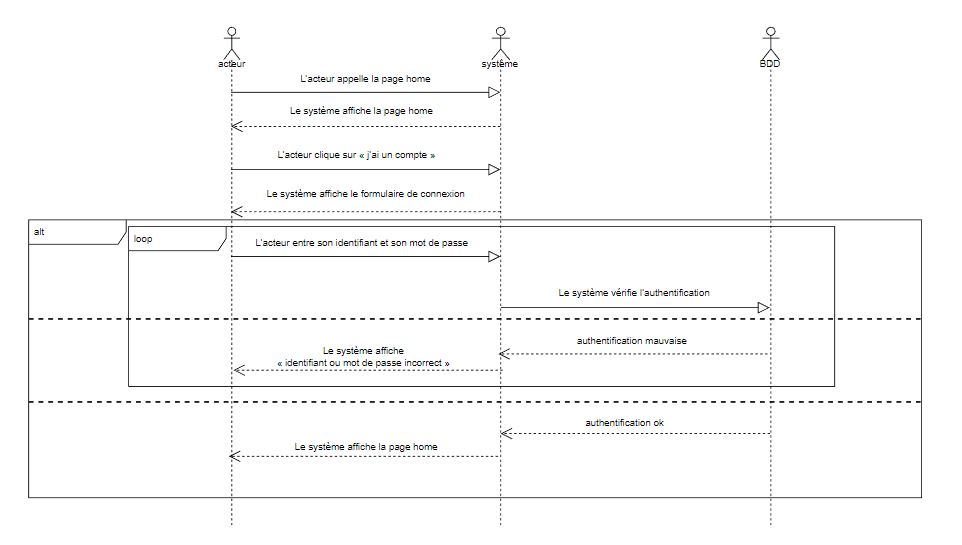 acteur
système
BDD
L'acteur appelle la page home
Le système affiche la page home
L'acteur clique sur « j'ai un compte »
Le système affiche le formulaire de connexion
alt
loop
L'acteur entre son identifiant et son mot de passe
Le système vérifie l'authentification
authentification mauvaise
Le système affiche
« identifiant ou mot de passe incorrect »
authentification ok
Le système affiche la page home